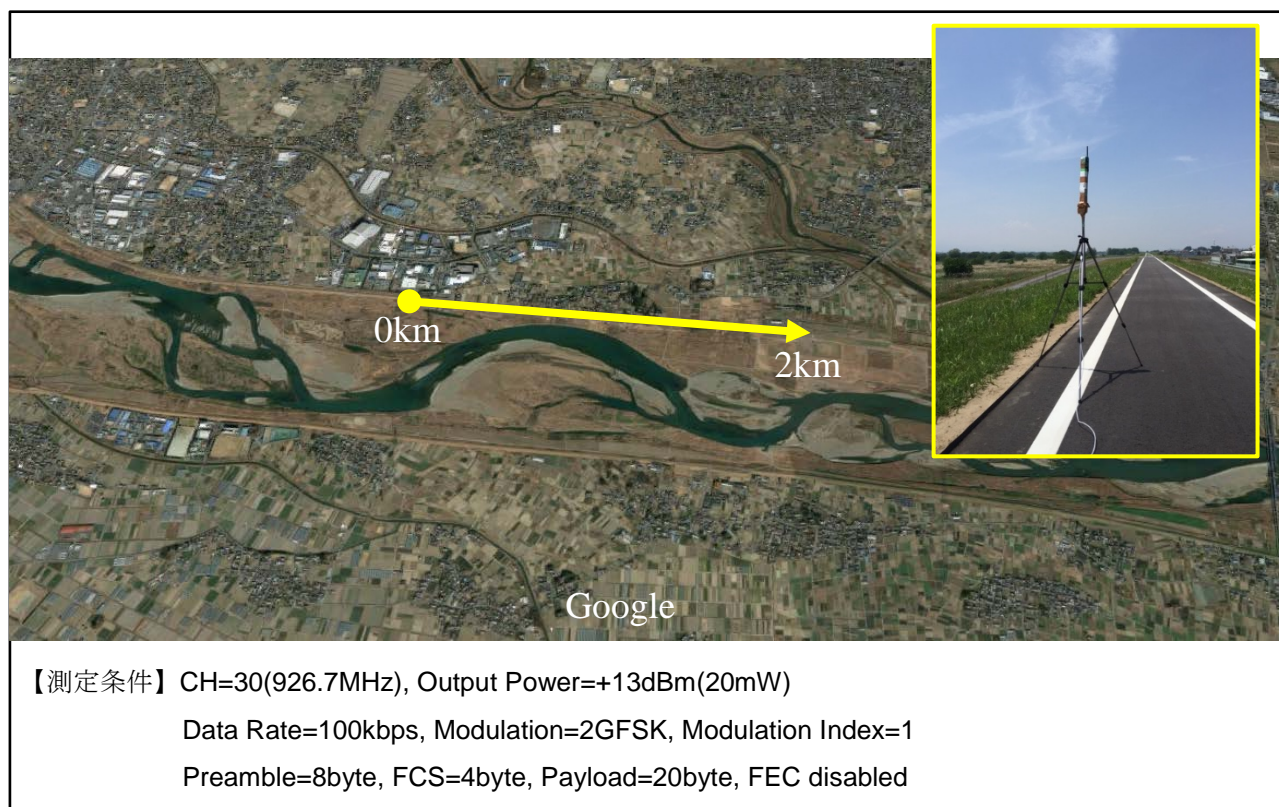 0km
2km
Google
【測定条件】CH=30(926.7MHz), Output Power=+13dBm(20mW)
Data Rate=100kbps, Modulation=2GFSK, Modulation Index=1
Preamble=8byte, FCS=4byte, Payload=20byte, FEC disabled